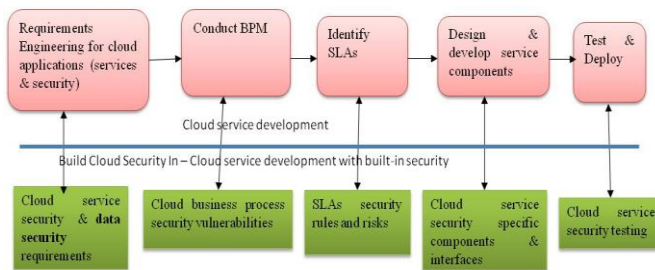 Requirements
Engineering for cloud
applications (services
& security)
Conduct BPM
Identify
SLAs
Design &
develop service
components
Test &
Deploy
Cloud service development
Build Cloud Security In – Cloud service development with built-in security
Cloud service
security & data
security
requirements
Cloud business process
security vulnerabilities
SLAs security
rules and risks
Cloud service
security specific
components &
interfaces
Cloud service
security testing